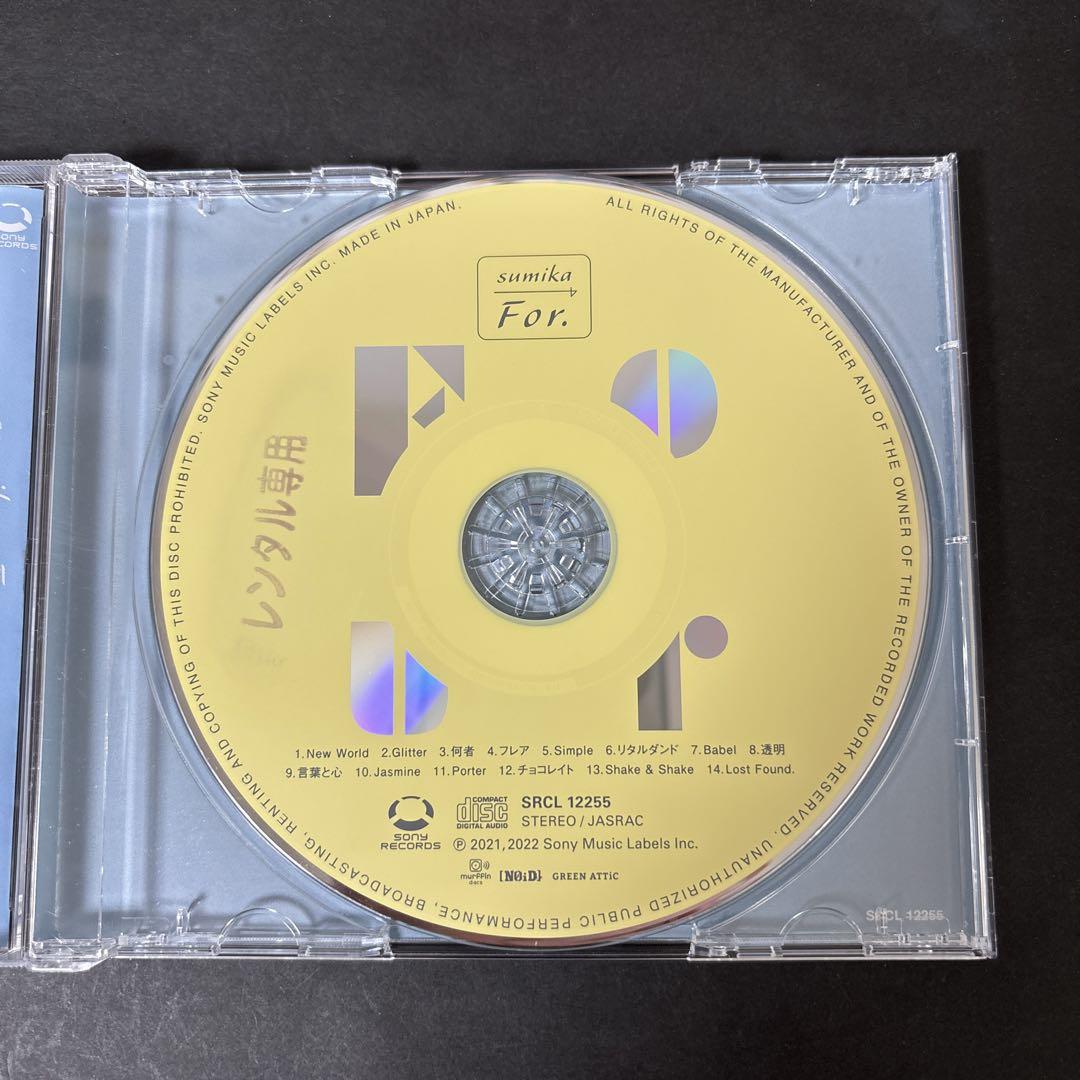 SONY
RECORDS
ALL RIGHTS OF THE MANUFACTURER AND OF THE OWNER OF THE RECORDED WORK RESERVED. UNAUTHORIZED PUBLIC PERFORMANCE, BROADCASTING, RENTING AND COPYING OF THIS DISC PROHIBITED. SONY MUSIC LABELS INC. MADE IN JAPAN.
sumika
For.
レンタル専用
For.
1.New World 2.Glitter 3.何者 4.フレア 5.Simple 6.リタルダンド 7.Babel 8.透明
9.言葉と心 10.Jasmine 11.Porter 12.チョコレイト 13.Shake & Shake 14.Lost Found.
SONY
RECORDS
COMPACT
disc
DIGITAL AUDIO
SRCL 12255
STEREO/JASRAC
Ⓟ 2021,2022 Sony Music Labels Inc.
murffin
discs
[NOiD]
GREEN ATTiC
SRCL 12255